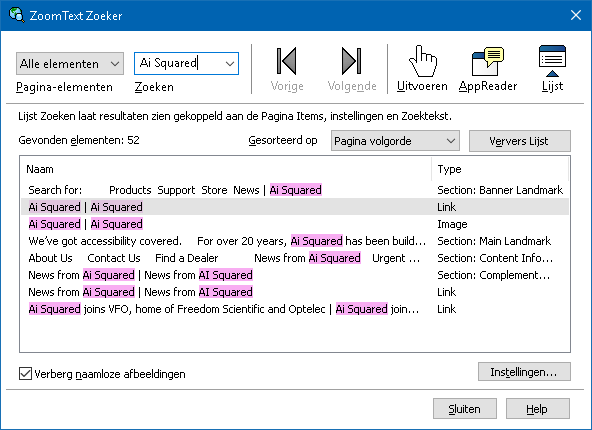 ZoomText Zoeker
Alle elementen
Ai Squared
Pagina-elementen
Zoeken
Vorige
Volgende
Uitvoeren
AppReader
Lijst
Lijst Zoeken laat resultaten zien gekoppeld aan de Pagina Items, instellingen en Zoektekst.
Gevonden elementen: 52
Gesorteerd op
Pagina volgorde
Ververs Lijst
Naam Type
Search for: Products Support Store News | Ai Squared Section: Banner Landmark
Ai Squared | Ai Squared Link
Ai Squared | Ai Squared Image
We've got accessibility covered. For over 20 years, Ai Squared has been build... Section: Main Landmark
About Us Contact Us Find a Dealer News from Ai Squared Urgent ... Section: Content Info...
News from Ai Squared | News from AI Squared Section: Complement...
News from Ai Squared | News from AI Squared Link
Ai Squared joins VFO, home of Freedom Scientific and Optelec | Ai Squared join... Link
Verberg naamloze afbeeldingen
Instellingen...
Sluiten
Help